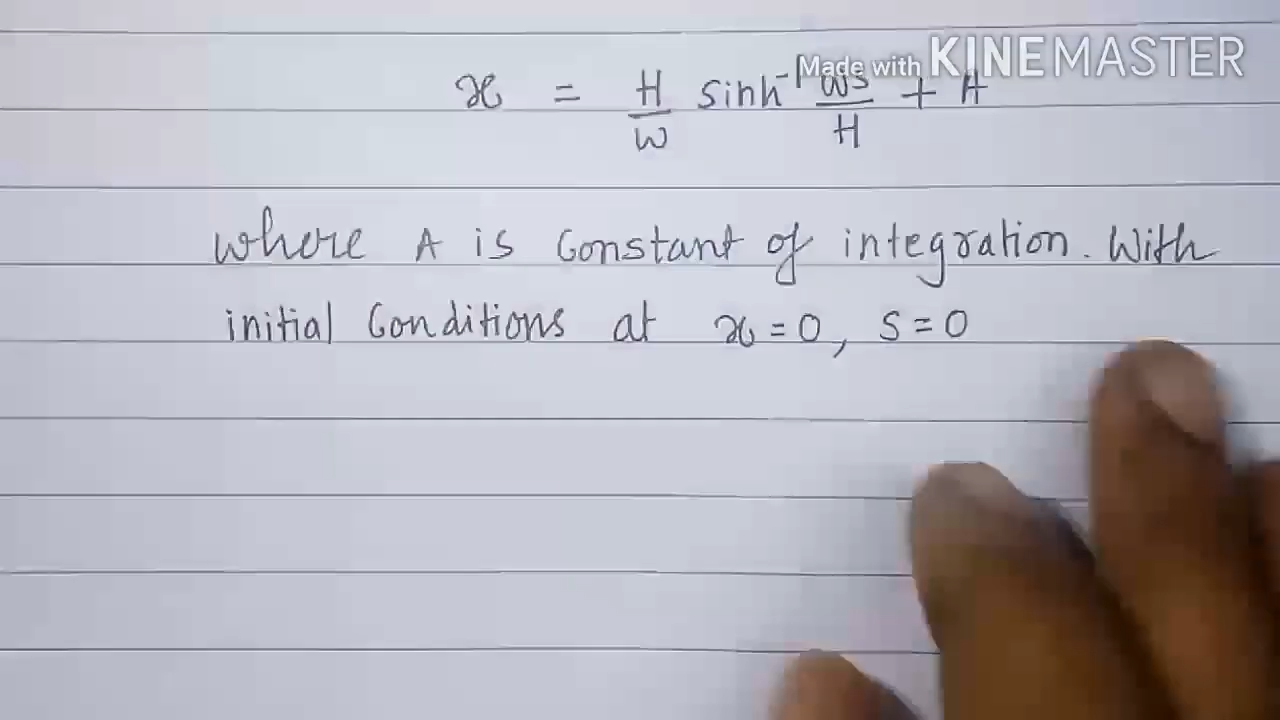 Made with KINEMASTER
x = H/w sinh⁻¹ ws/H + A
where A is Constant of integration. With
initial Conditions at x=0, s=0